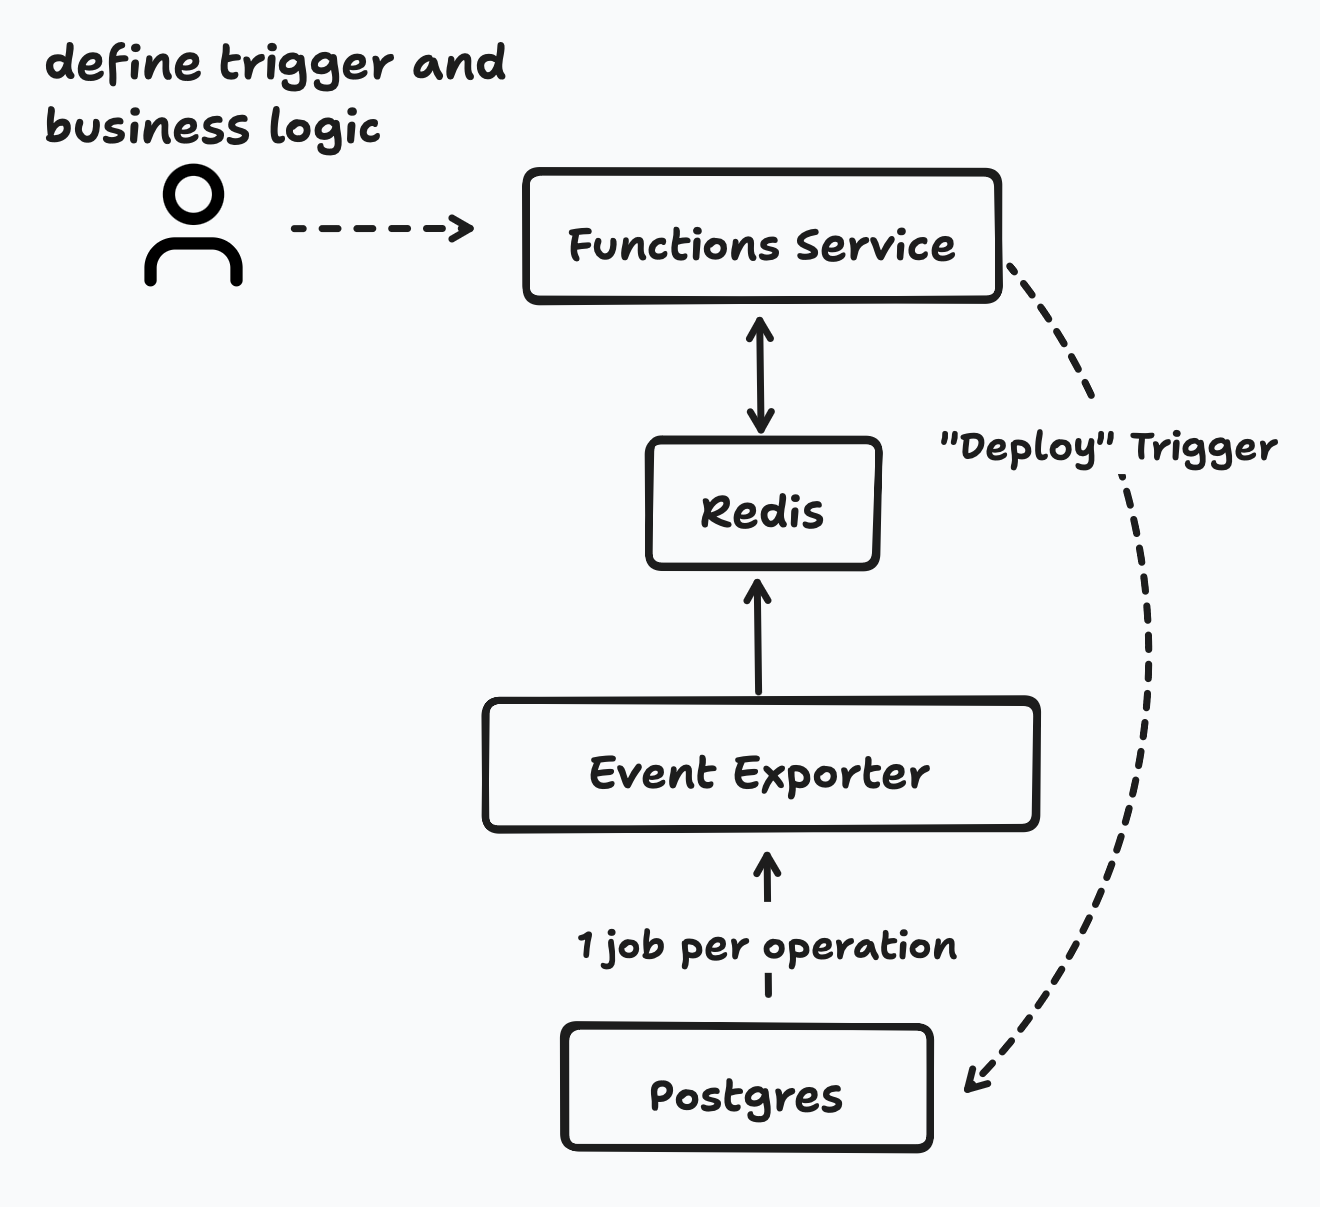 define trigger and
business logic
Functions Service
"Deploy" Trigger
Redis
Event Exporter
1 job per operation
Postgres